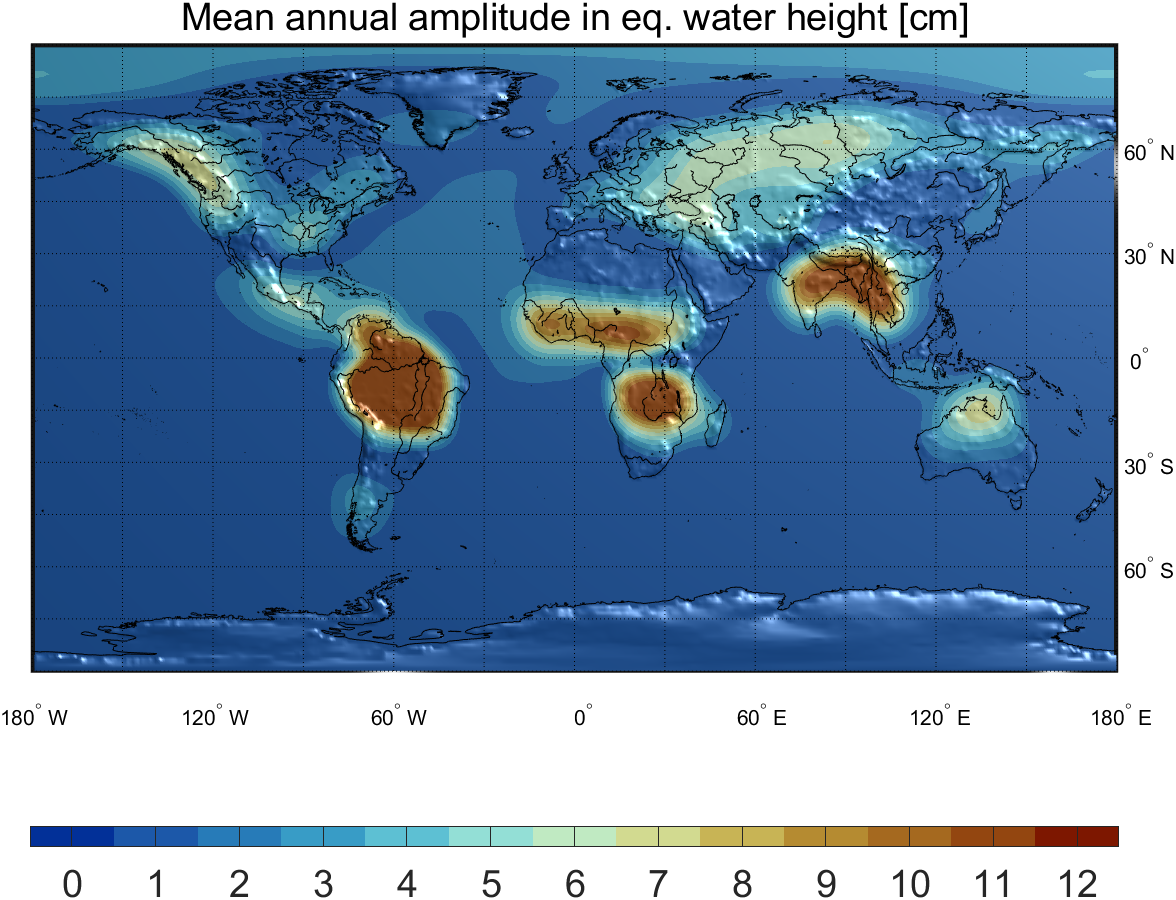 Mean annual amplitude in eq. water height [cm]
60° N
30° N
0°
30° S
60° S
180° W 120° W 60° W 0° 60° E 120° E 180° E
0 1 2 3 4 5 6 7 8 9 10 11 12